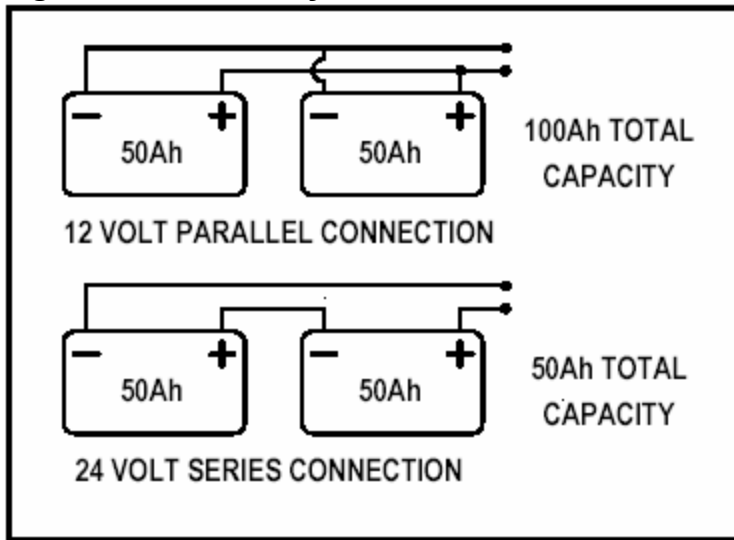 − + − +
50Ah 50Ah
100Ah TOTAL
CAPACITY
12 VOLT PARALLEL CONNECTION
− + − +
50Ah 50Ah
50Ah TOTAL
CAPACITY
24 VOLT SERIES CONNECTION